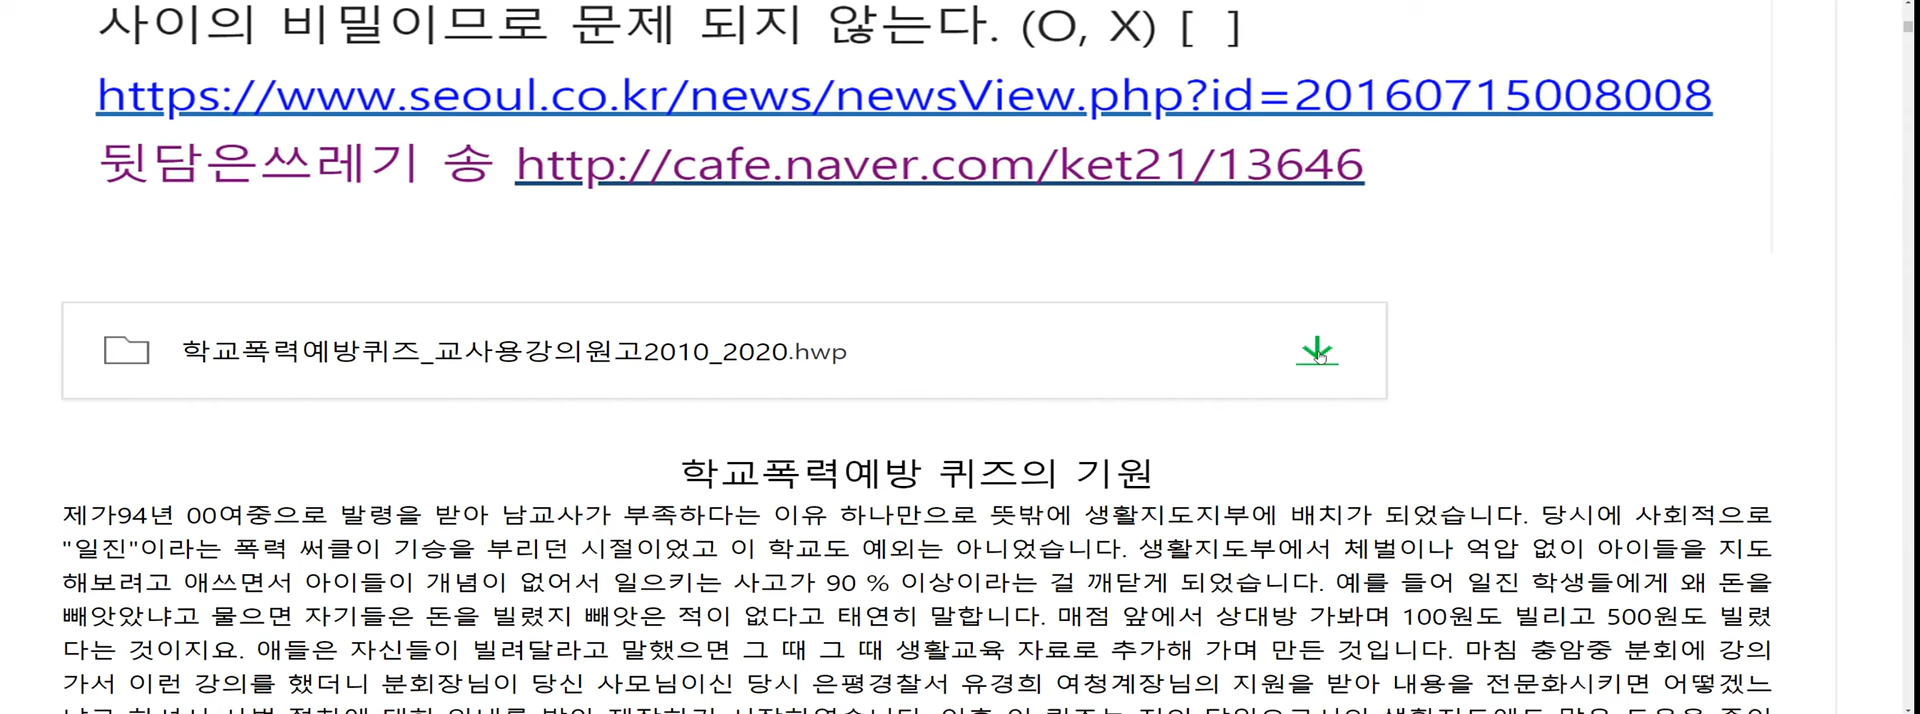 사이의 비밀이므로 문제 되지 않는다. (O, X) [ ]
https://www.seoul.co.kr/news/newsView.php?id=20160715008008
뒷담은쓰레기 송 http://cafe.naver.com/ket21/13646
학교폭력예방퀴즈_교사용강의원고2010_2020.hwp
학교폭력예방 퀴즈의 기원
제가94년 00여중으로 발령을 받아 남교사가 부족하다는 이유 하나만으로 뜻밖에 생활지도지부에 배치가 되었습니다. 당시에 사회적으로
"일진"이라는 폭력 써클이 기승을 부리던 시절이었고 이 학교도 예외는 아니었습니다. 생활지도부에서 체벌이나 억압 없이 아이들을 지도
해보려고 애쓰면서 아이들이 개념이 없어서 일으키는 사고가 90 % 이상이라는 걸 깨닫게 되었습니다. 예를 들어 일진 학생들에게 왜 돈을
빼앗았냐고 물으면 자기들은 돈을 빌렸지 빼앗은 적이 없다고 태연히 말합니다. 매점 앞에서 상대방 가봐며 100원도 빌리고 500원도 빌렸
다는 것이지요. 애들은 자신들이 빌려달라고 말했으면 그 때 그 때 생활교육 자료로 추가해 가며 만든 것입니다. 마침 충암중 분회에 강의
가서 이런 강의를 했더니 분회장님이 당신 사모님이신 당시 은평경찰서 유경희 여청계장님의 지원을 받아 내용을 전문화시키면 어떻겠느